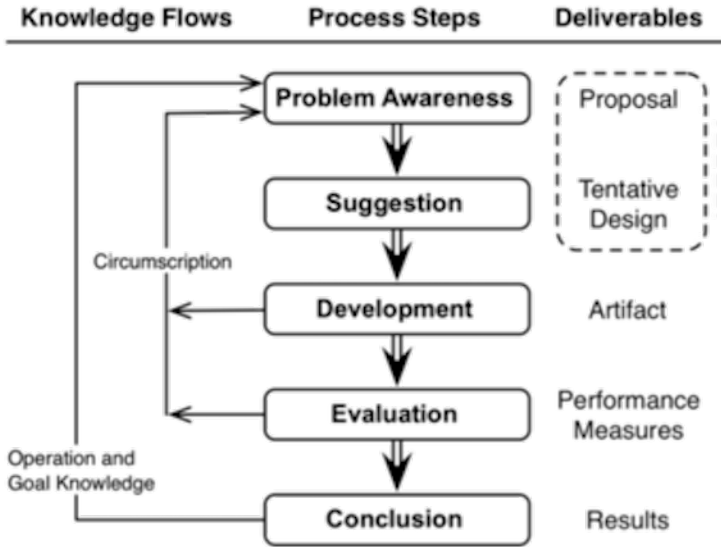 Knowledge Flows Process Steps Deliverables
Problem Awareness Proposal
Suggestion Tentative
Design
Circumscription
Development Artifact
Evaluation Performance
Measures
Operation and
Goal Knowledge
Conclusion Results